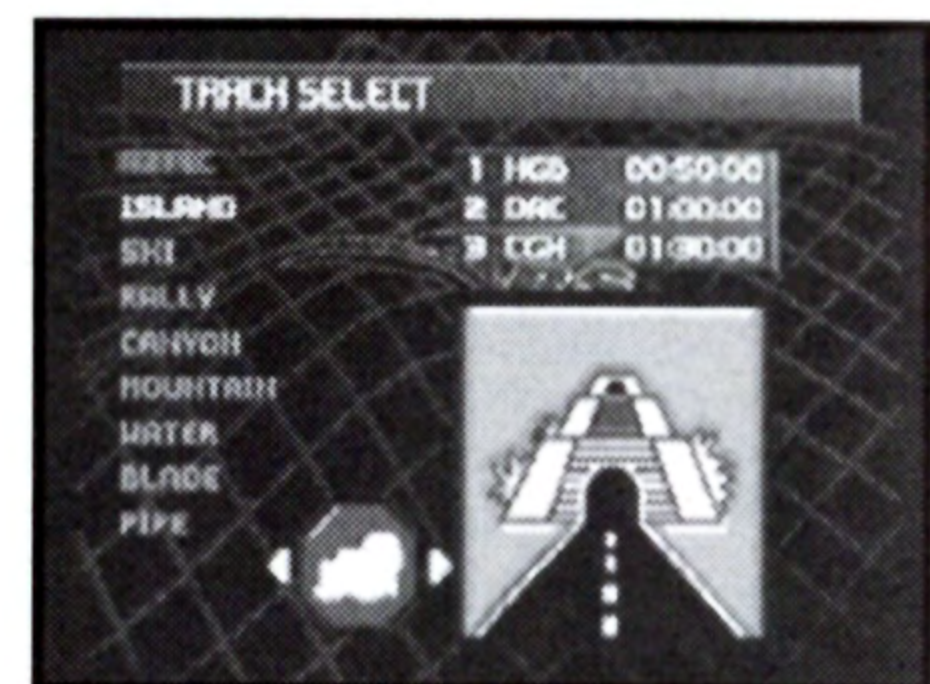 TRACK SELECT
ISLAND
SKI
RALLY
CANYON
MOUNTAIN
WATER
BLADE
PIPE
1 HGD 00:50:00
2 DAC 01:00:00
3 CGH 01:30:00